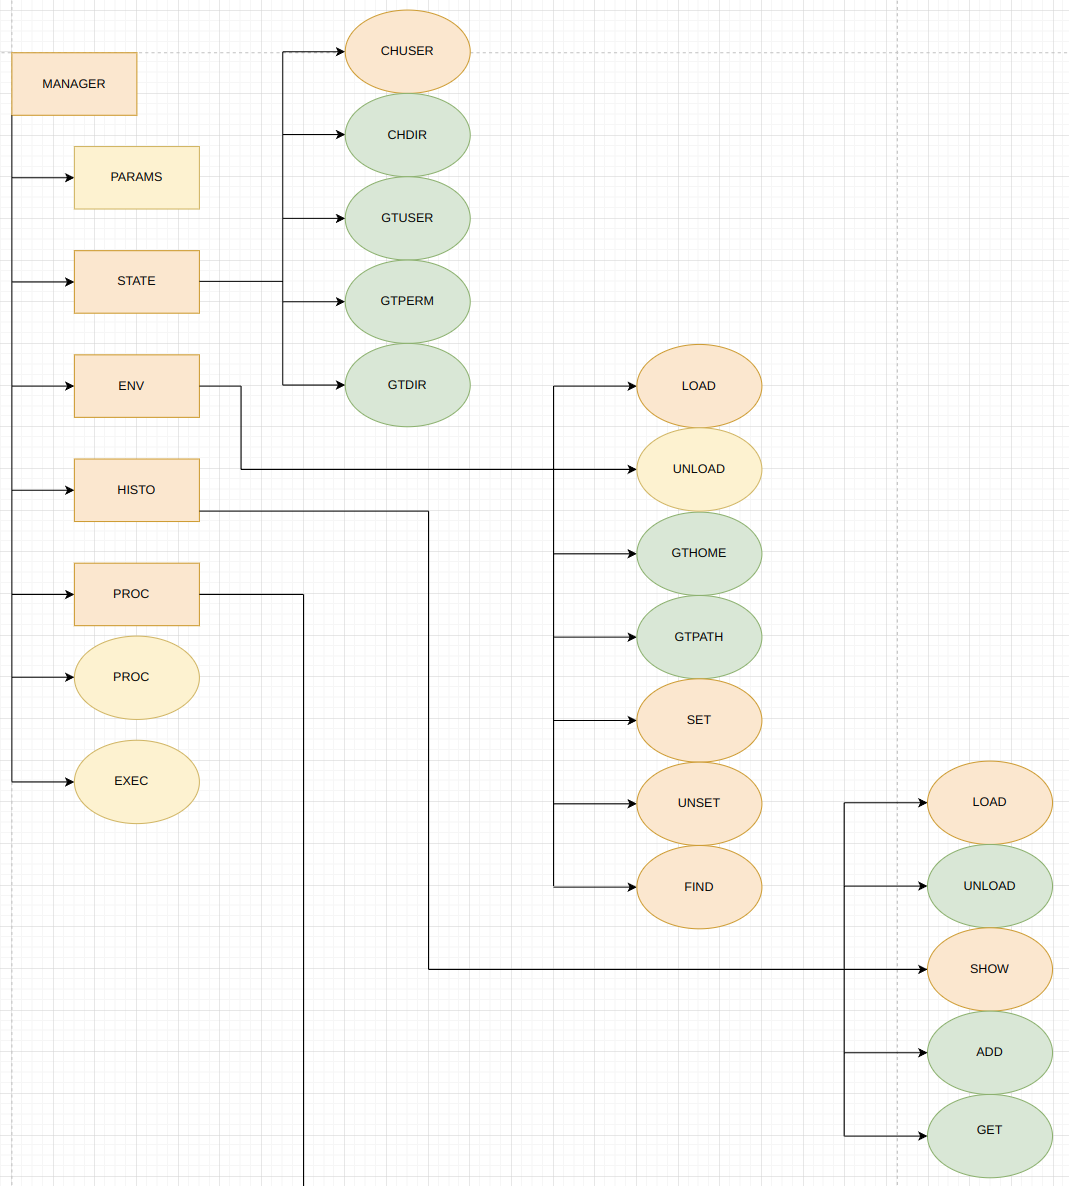 MANAGER
PARAMS
STATE
ENV
HISTO
PROC
PROC
EXEC
CHUSER
CHDIR
GTUSER
GTPERM
GTDIR
LOAD
UNLOAD
GTHOME
GTPATH
SET
UNSET
FIND
LOAD
UNLOAD
SHOW
ADD
GET